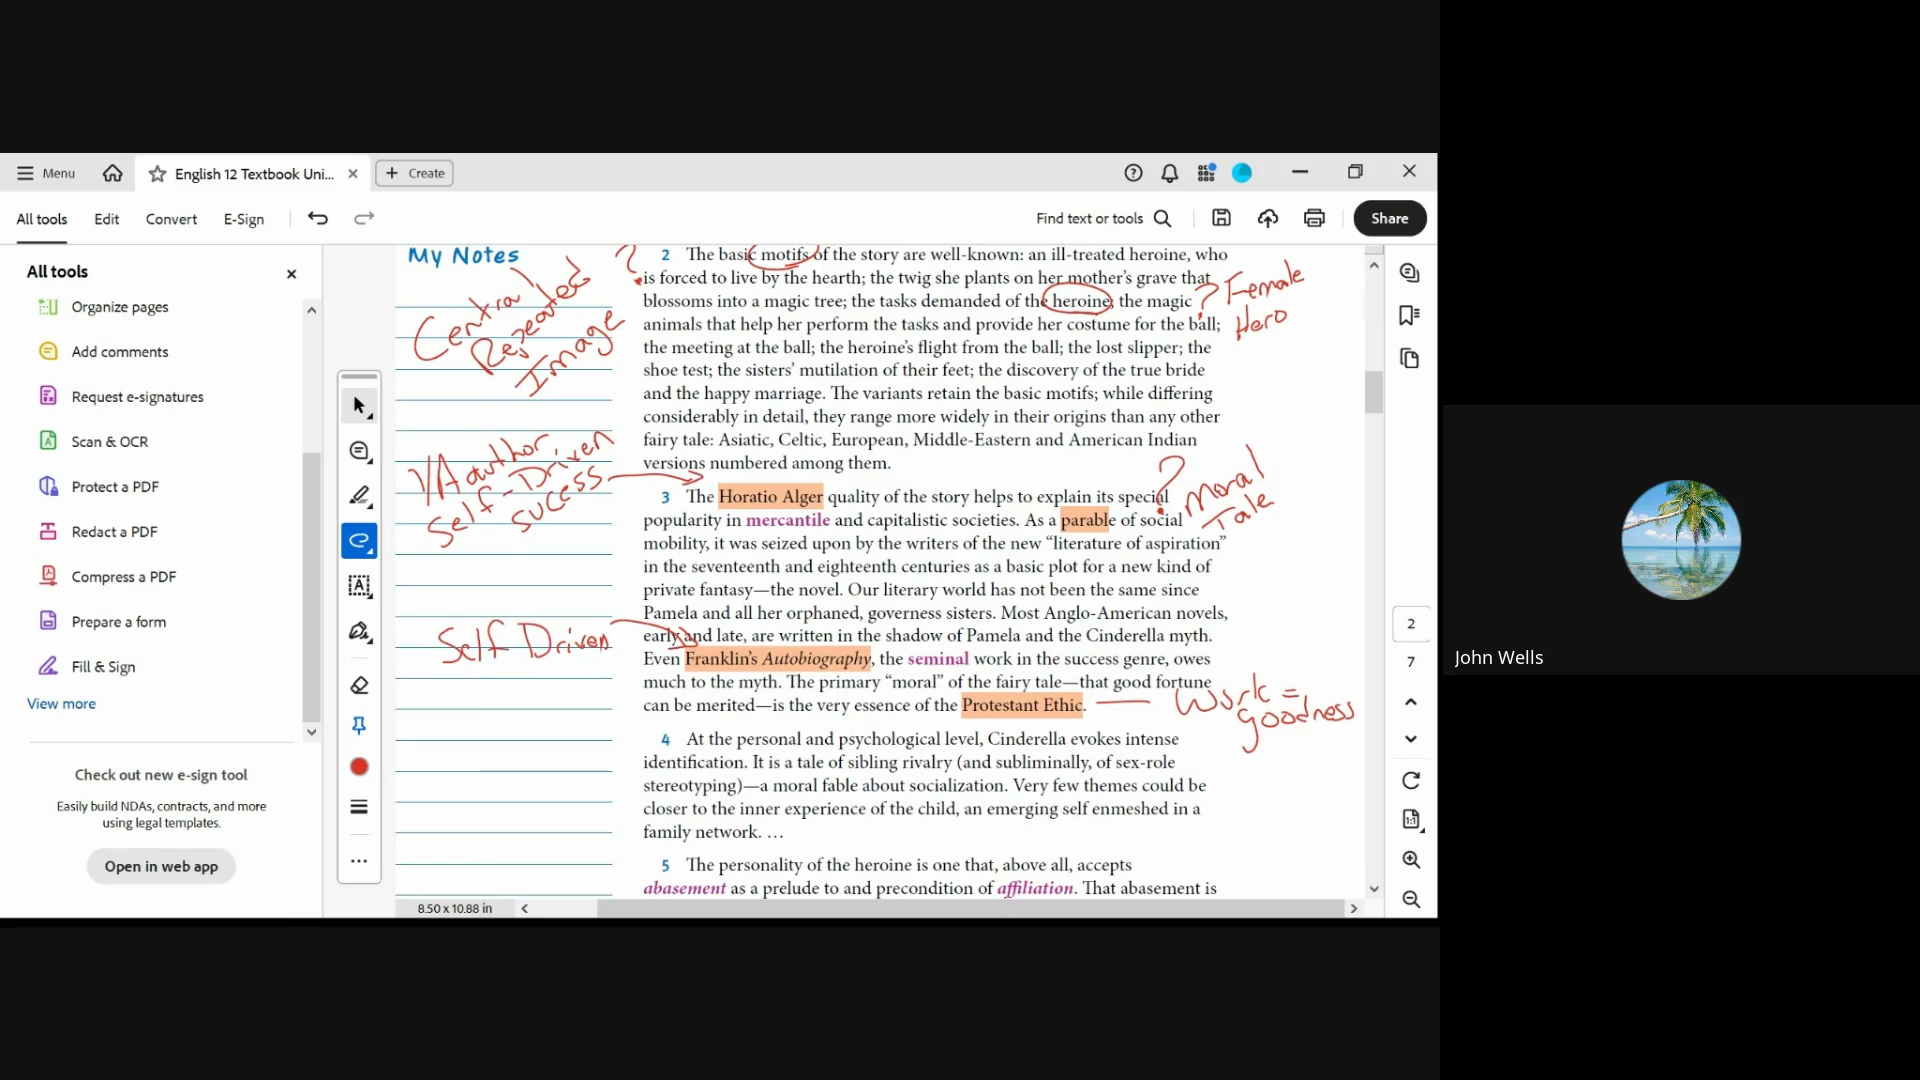 Menu
English 12 Textbook Uni...
Create
All tools
Edit
Convert
E-Sign
Find text or tools
Share
All tools
Organize pages
Add comments
Request e-signatures
Scan & OCR
Protect a PDF
Redact a PDF
Compress a PDF
Prepare a form
Fill & Sign
View more
Check out new e-sign tool
Easily build NDAs, contracts, and more
using legal templates.
Open in web app
My Notes
Central
Repeated
Image
?
YA author
Self-Driven
success
Self Driven
2 The basic motifs of the story are well-known: an ill-treated heroine, who
is forced to live by the hearth; the twig she plants on her mother's grave that
blossoms into a magic tree; the tasks demanded of the heroine; the magic
animals that help her perform the tasks and provide her costume for the ball;
the meeting at the ball; the heroine's flight from the ball; the lost slipper; the
shoe test; the sisters' mutilation of their feet; the discovery of the true bride
and the happy marriage. The variants retain the basic motifs; while differing
considerably in detail, they range more widely in their origins than any other
fairy tale: Asiatic, Celtic, European, Middle-Eastern and American Indian
versions numbered among them.
? Female
Hero
3 The Horatio Alger quality of the story helps to explain its special
popularity in mercantile and capitalistic societies. As a parable of social
mobility, it was seized upon by the writers of the new “literature of aspiration”
in the seventeenth and eighteenth centuries as a basic plot for a new kind of
private fantasy—the novel. Our literary world has not been the same since
Pamela and all her orphaned, governess sisters. Most Anglo-American novels,
early and late, are written in the shadow of Pamela and the Cinderella myth.
Even Franklin's Autobiography, the seminal work in the success genre, owes
much to the myth. The primary “moral” of the fairy tale—that good fortune
can be merited—is the very essence of the Protestant Ethic.
? Moral
Tale
Work =
goodness
4 At the personal and psychological level, Cinderella evokes intense
identification. It is a tale of sibling rivalry (and subliminally, of sex-role
stereotyping)—a moral fable about socialization. Very few themes could be
closer to the inner experience of the child, an emerging self enmeshed in a
family network. …
5 The personality of the heroine is one that, above all, accepts
abasement as a prelude to and precondition of affiliation. That abasement is
8.50 x 10.88 in
2
7
1:1
John Wells